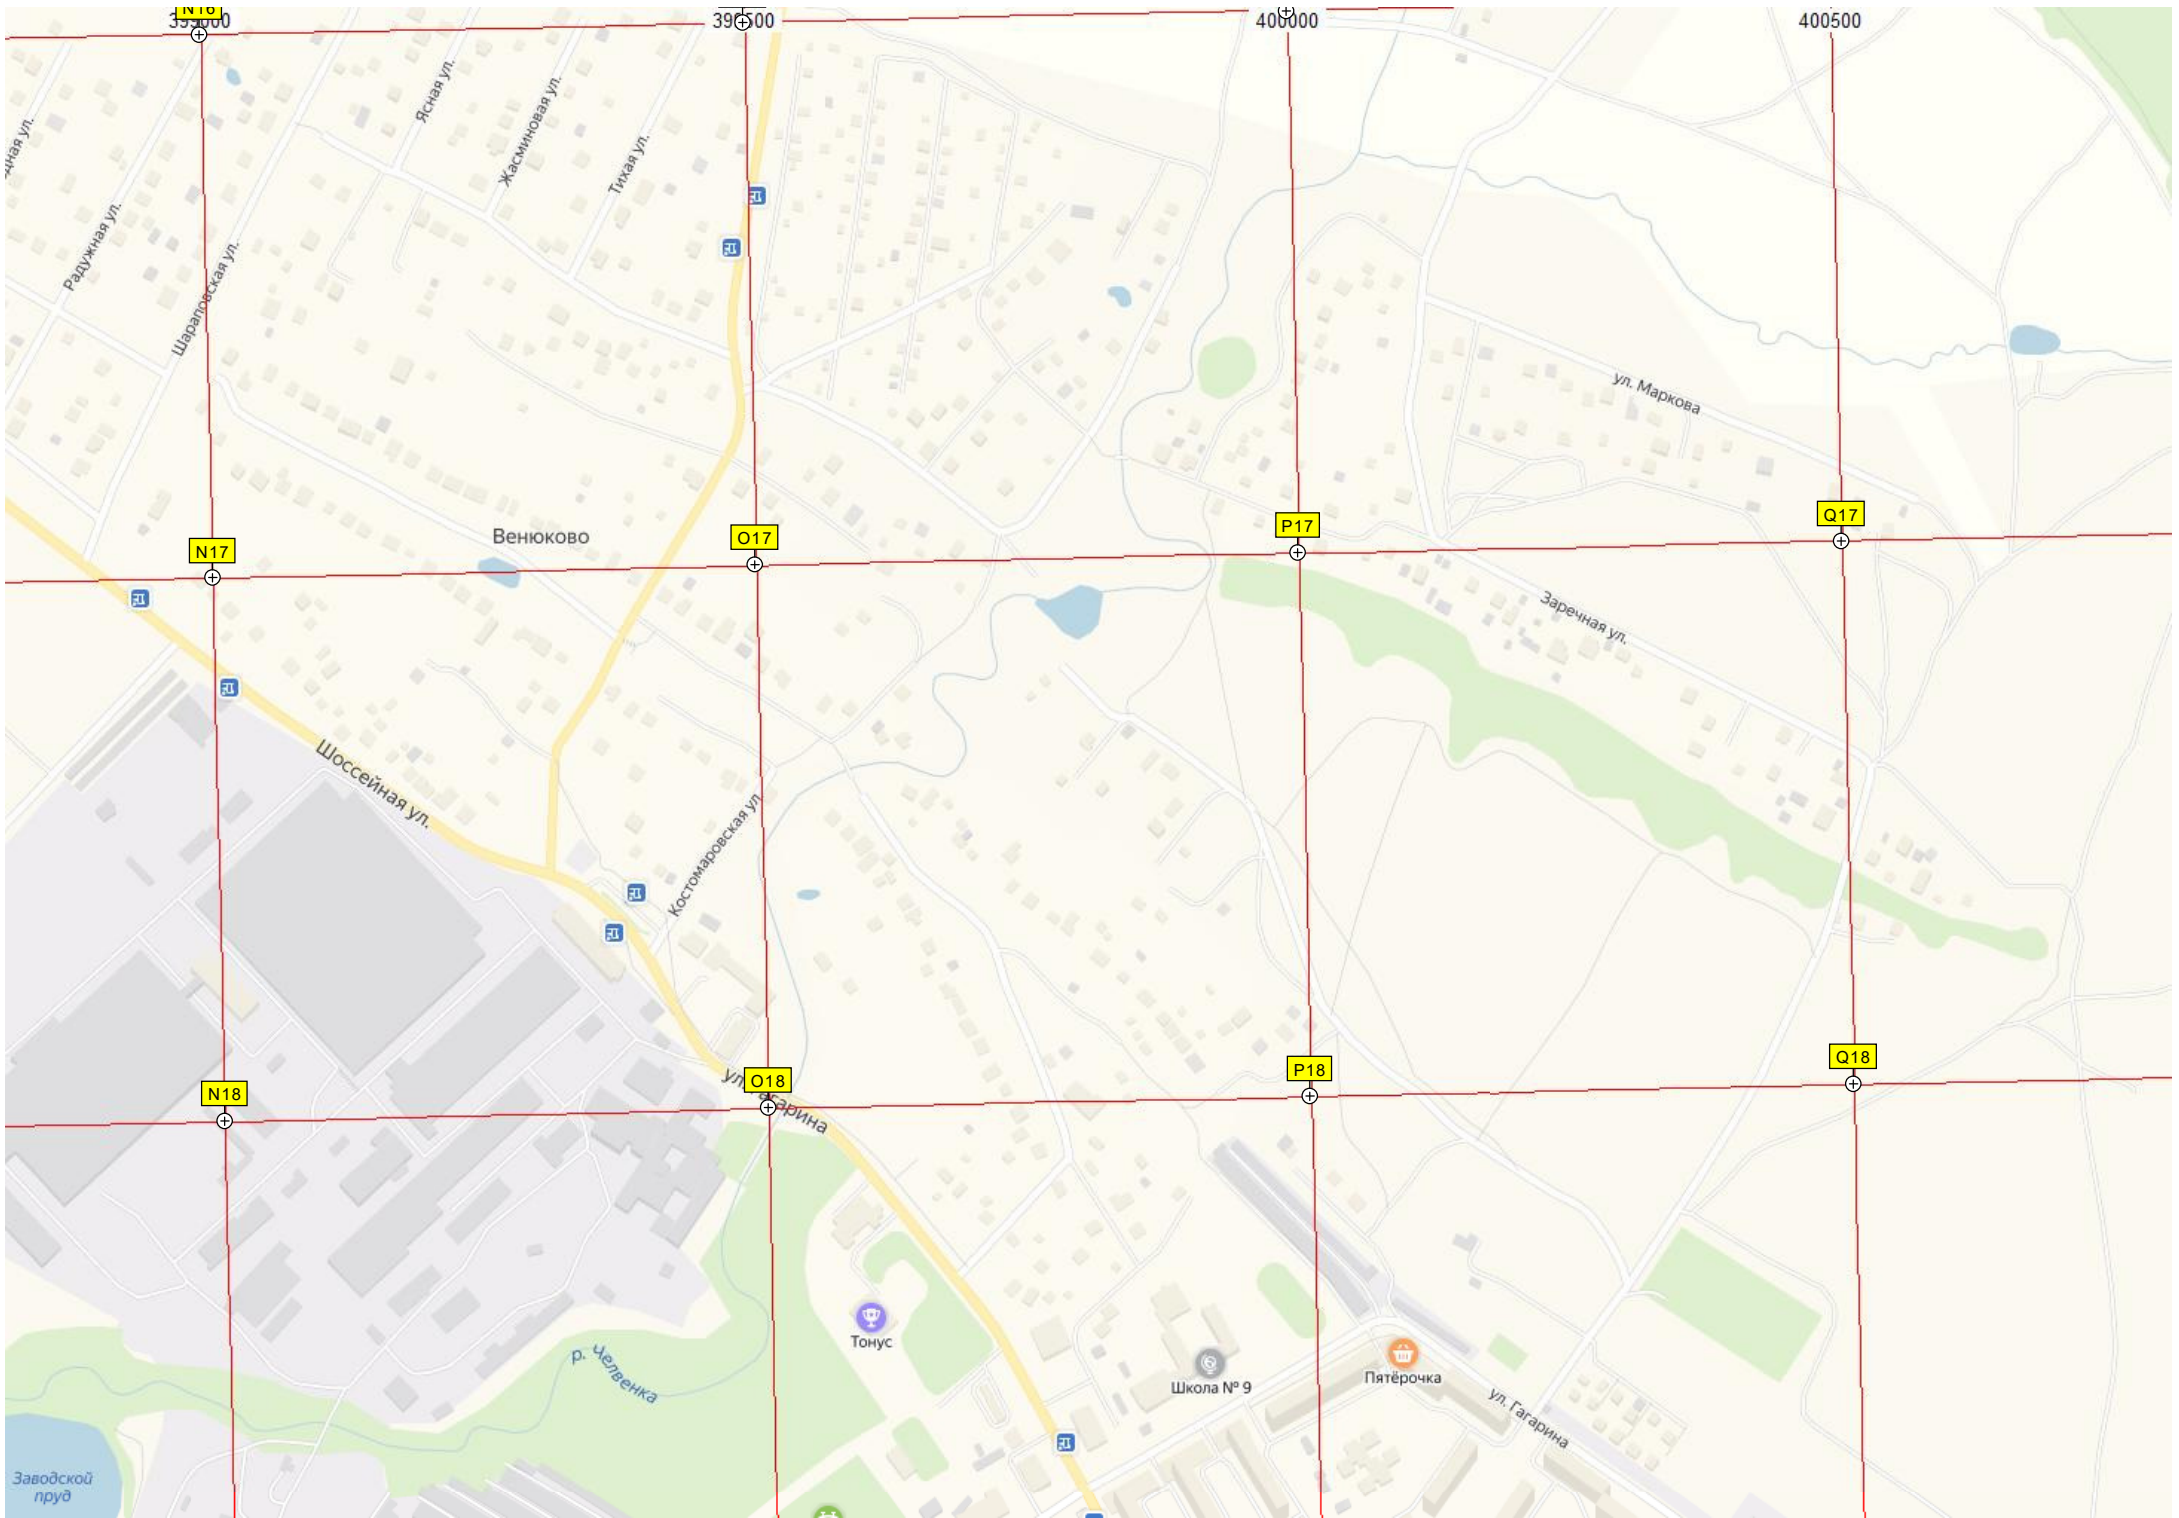 N16
399000
400000
400500
Ясная ул.
Жасминовая ул.
Тихая ул.
Радужная ул.
Шараповская ул.
ул. Маркова
Q17
P17
O17
N17
Венюково
Заречная ул.
Шоссейная ул.
Костомаровская ул.
Q18
P18
O18
N18
ул. Гагарина
р. Челвенка
Тонус
Школа № 9
Пятёрочка
ул. Гагарина
Заводской
пруд